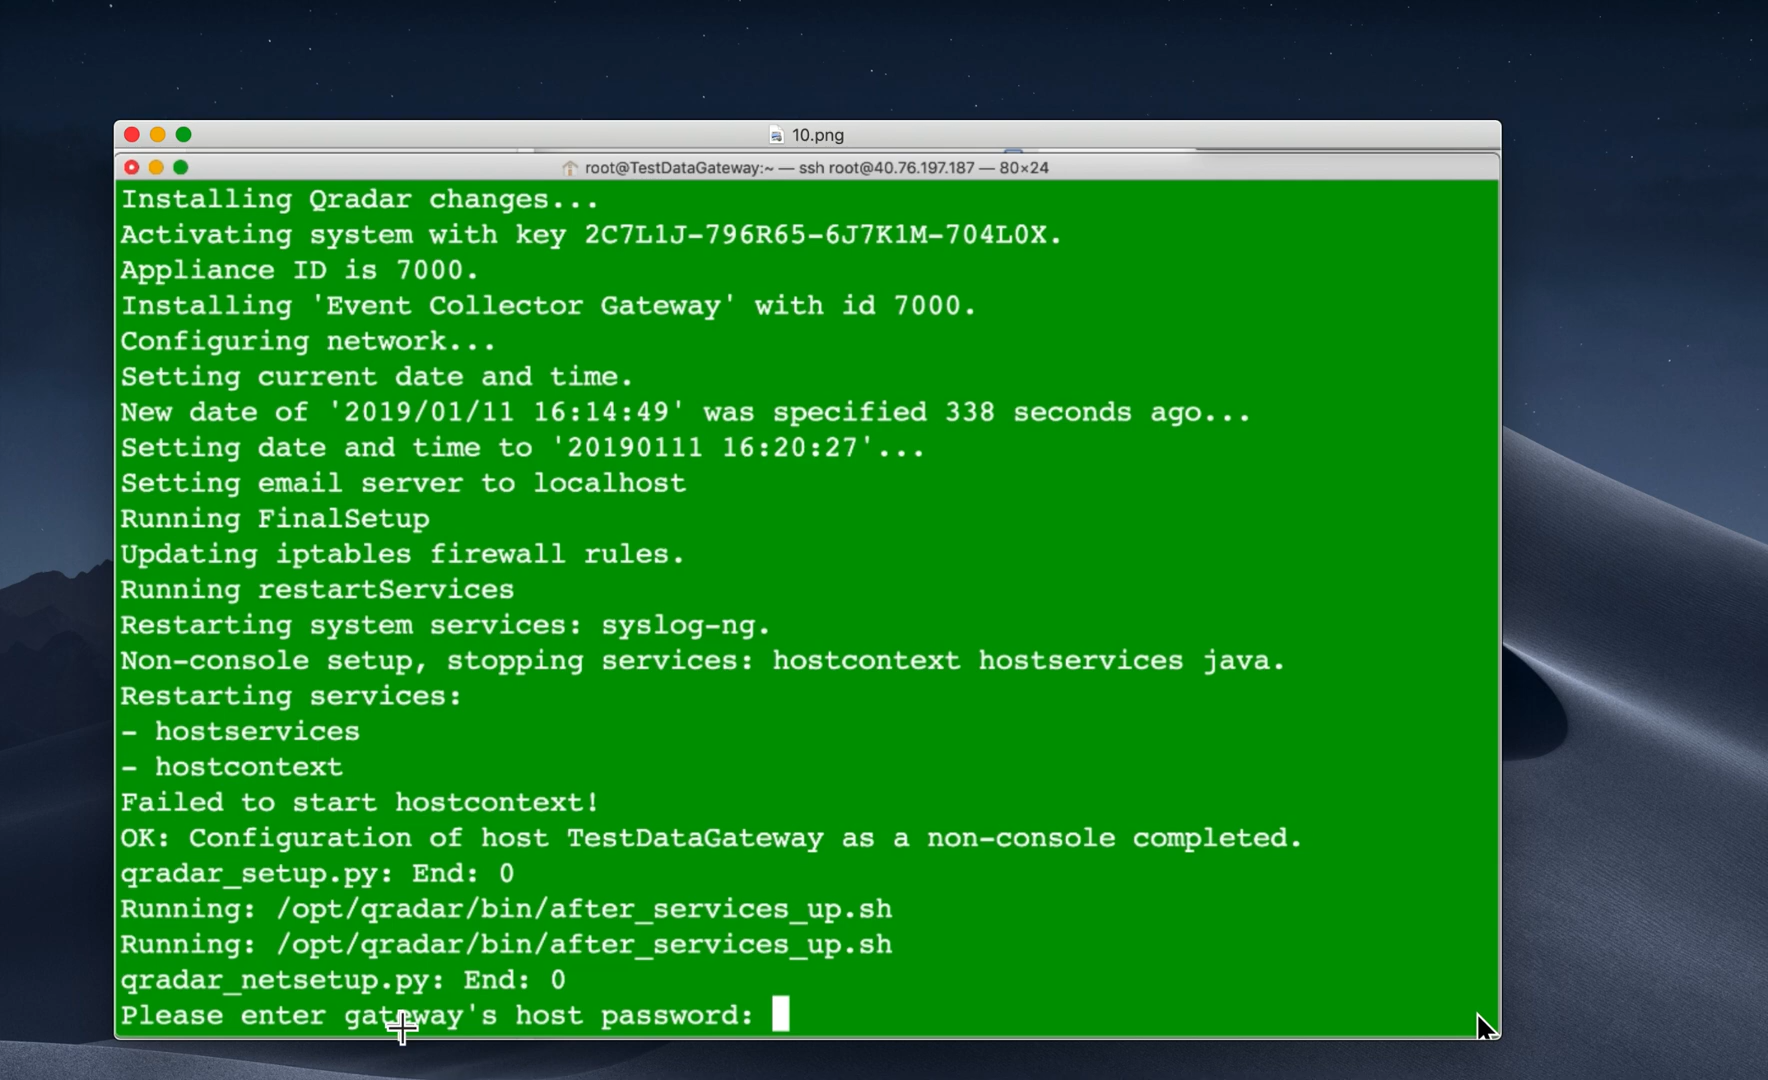 10.png
root@TestDataGateway:~ — ssh root@40.76.197.187 — 80×24
Installing Qradar changes...
Activating system with key 2C7L1J-796R65-6J7K1M-704L0X.
Appliance ID is 7000.
Installing 'Event Collector Gateway' with id 7000.
Configuring network...
Setting current date and time.
New date of '2019/01/11 16:14:49' was specified 338 seconds ago...
Setting date and time to '20190111 16:20:27'...
Setting email server to localhost
Running FinalSetup
Updating iptables firewall rules.
Running restartServices
Restarting system services: syslog-ng.
Non-console setup, stopping services: hostcontext hostservices java.
Restarting services:
- hostservices
- hostcontext
Failed to start hostcontext!
OK: Configuration of host TestDataGateway as a non-console completed.
qradar_setup.py: End: 0
Running: /opt/qradar/bin/after_services_up.sh
Running: /opt/qradar/bin/after_services_up.sh
qradar_netsetup.py: End: 0
Please enter gateway's host password: